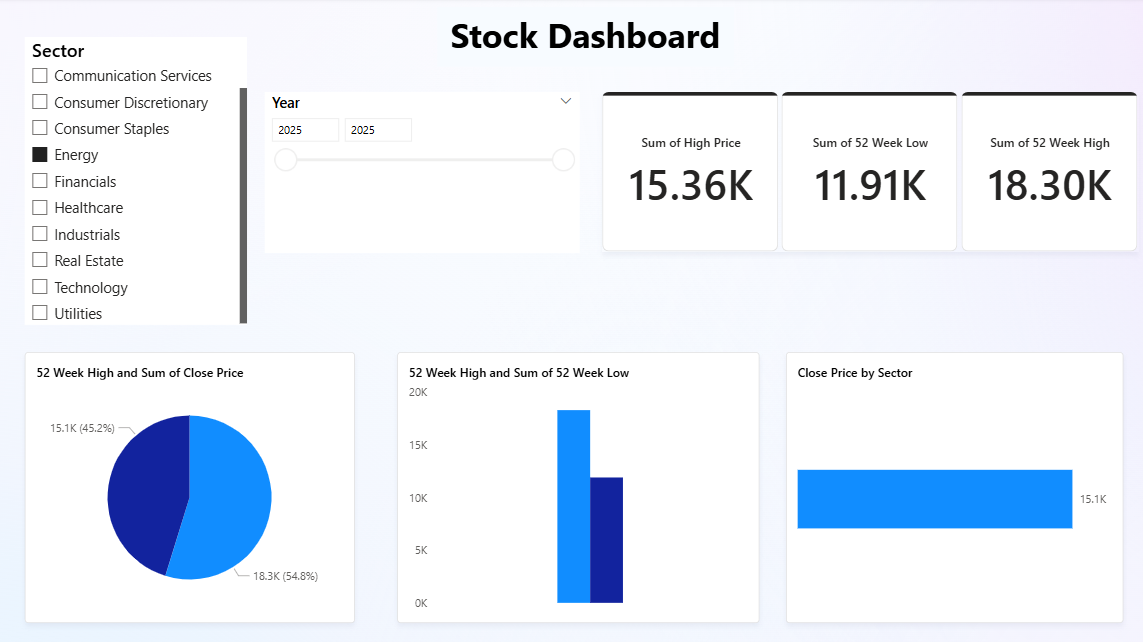 Stock Dashboard
Sector
Communication Services
Consumer Discretionary
Consumer Staples
Energy
Financials
Healthcare
Industrials
Real Estate
Technology
Utilities
Year
2025 2025
Sum of High Price
15.36K
Sum of 52 Week Low
11.91K
Sum of 52 Week High
18.30K
52 Week High and Sum of Close Price
15.1K (45.2%)
18.3K (54.8%)
52 Week High and Sum of 52 Week Low
20K
15K
10K
5K
0K
Close Price by Sector
15.1K